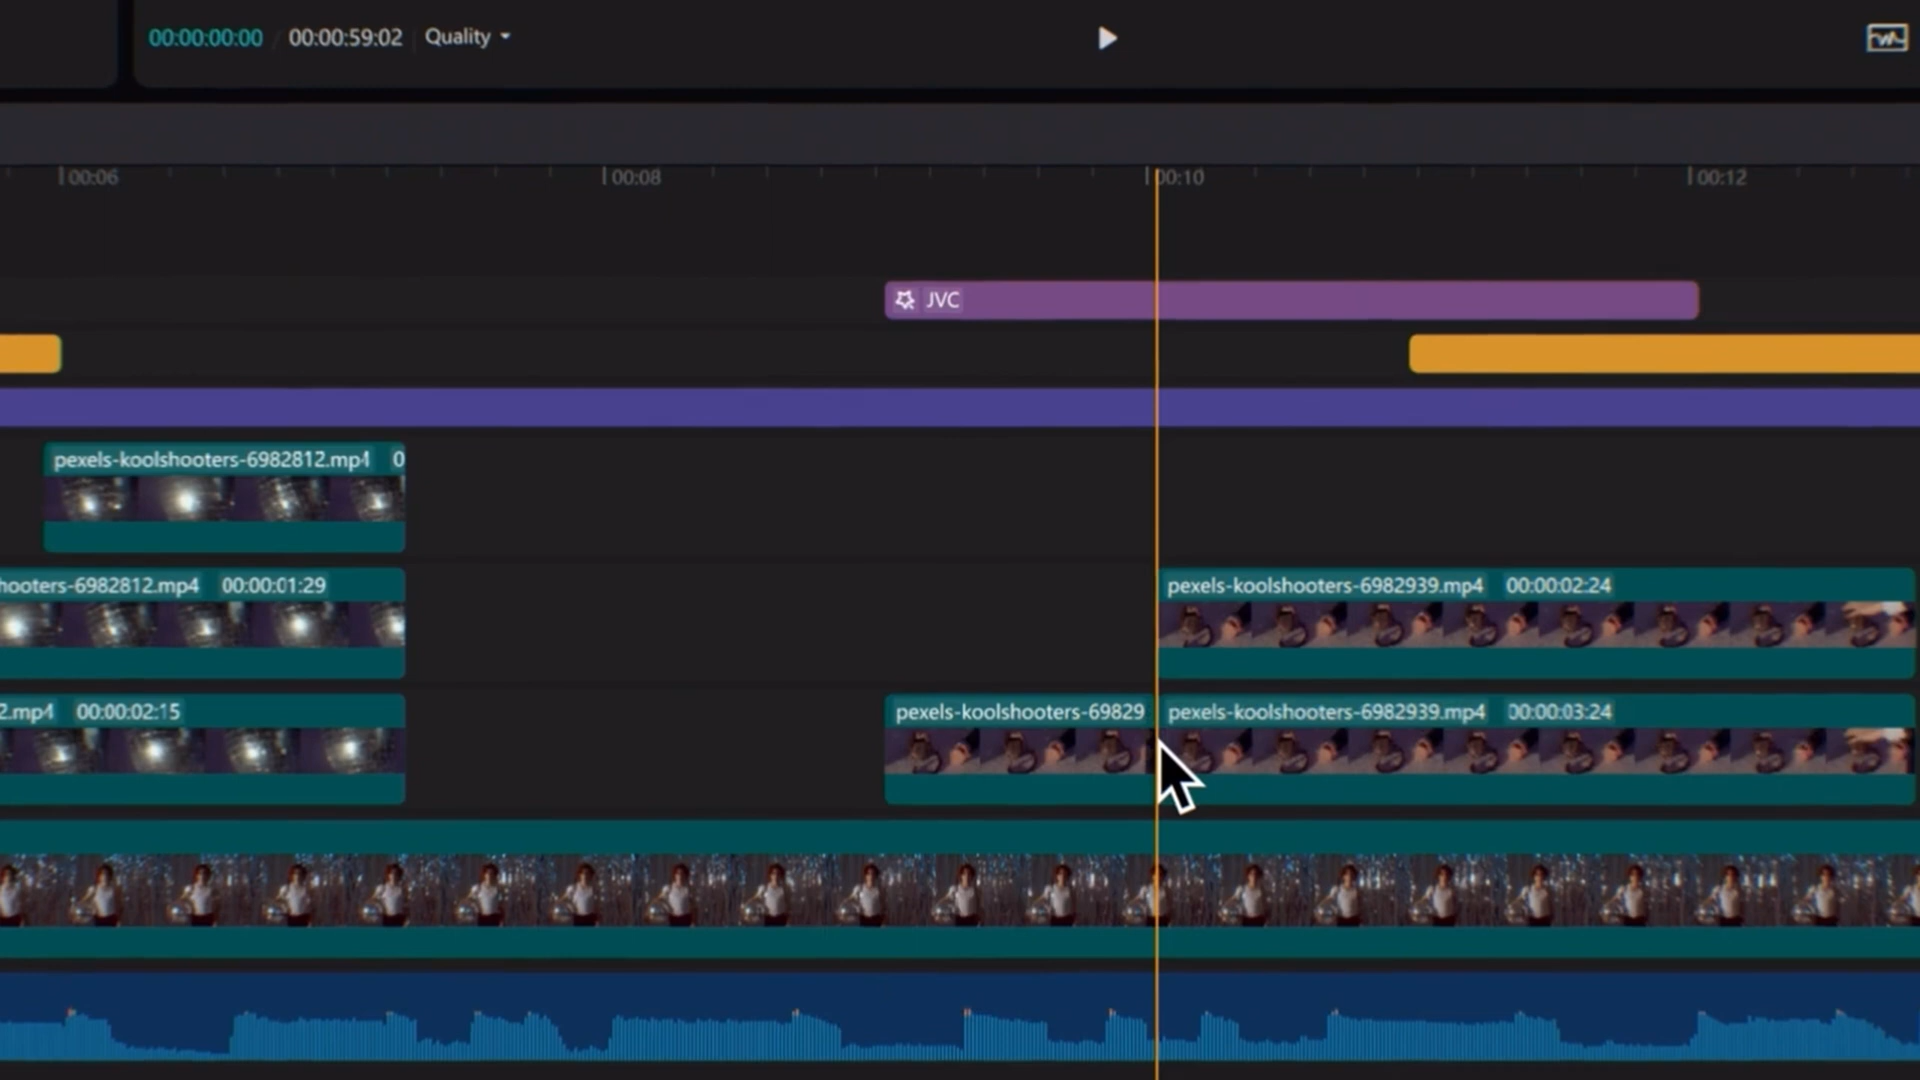 00:00:00:00 / 00:00:59:02 Quality
00:06 00:08 00:10 00:12
JVC
pexels-koolshooters-6982812.mp4 0
hooters-6982812.mp4 00:00:01:29
pexels-koolshooters-6982939.mp4 00:00:02:24
2.mp4 00:00:02:15
pexels-koolshooters-69829
pexels-koolshooters-6982939.mp4 00:00:03:24